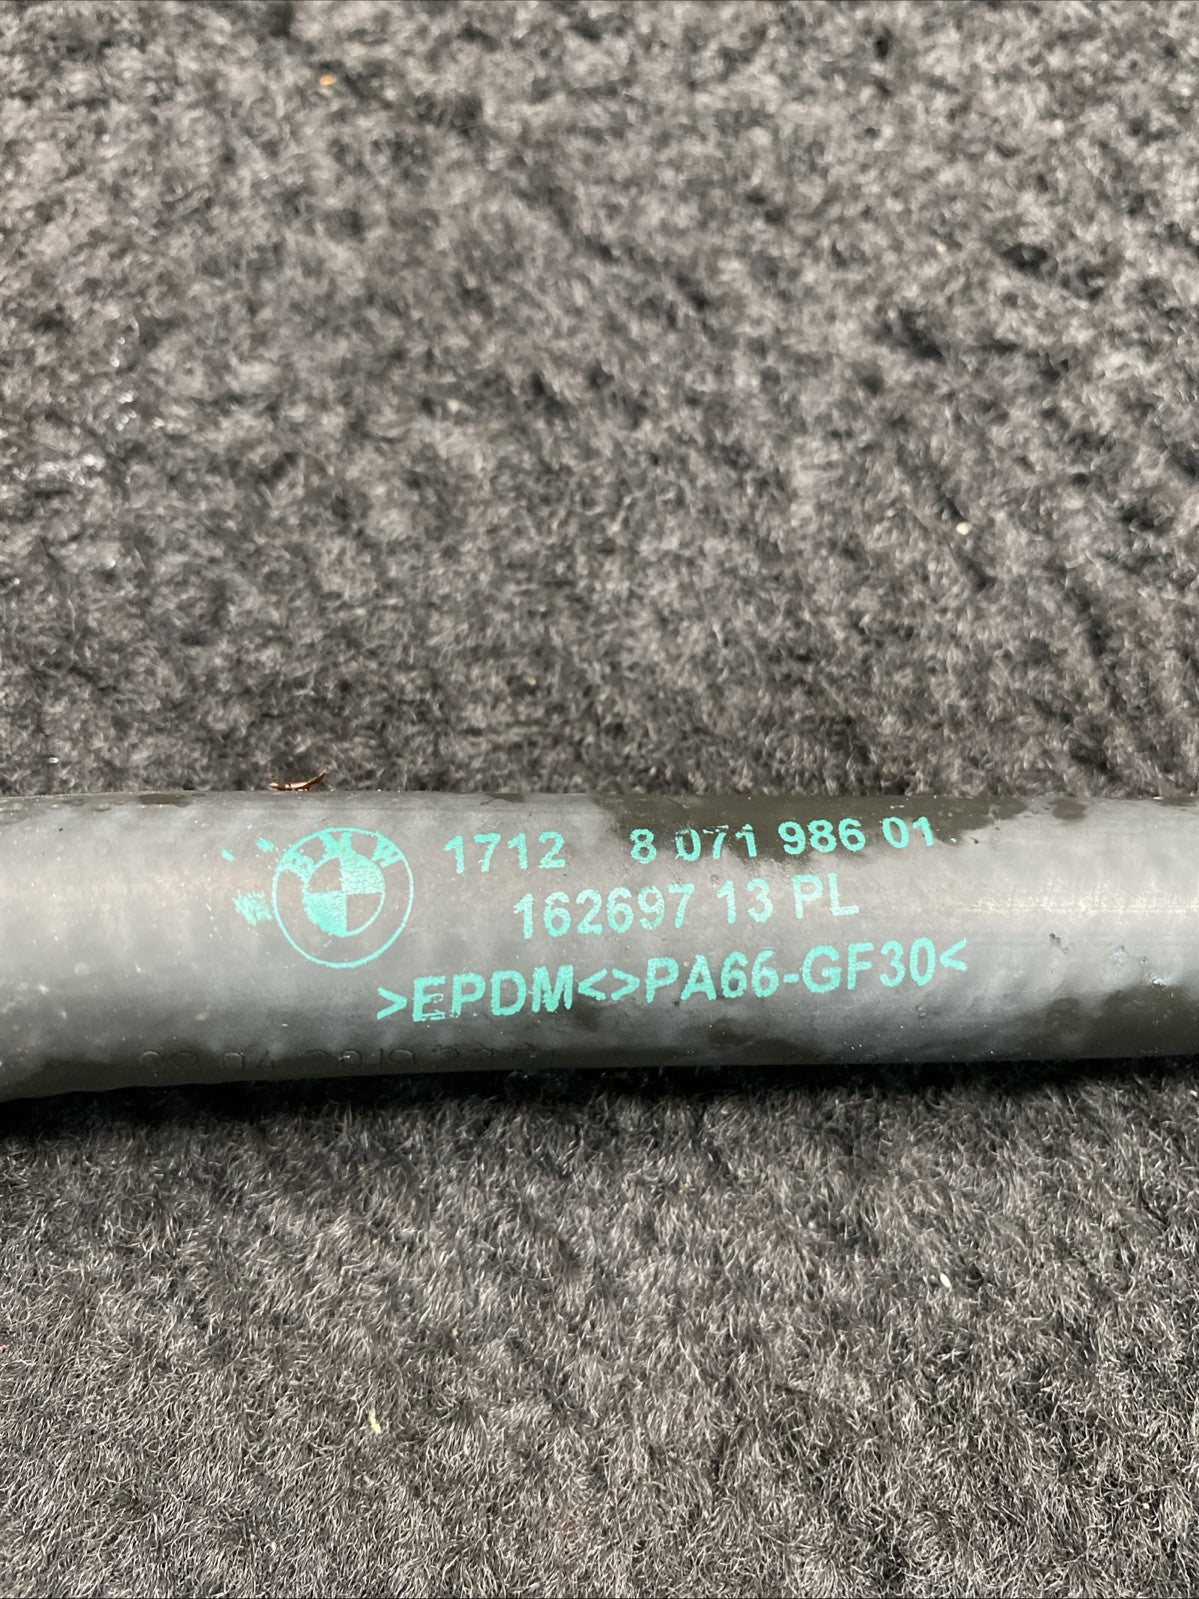 BMW
1712 8 071 986 01
162697 13 PL
>EPDM<>PA66-GF30<